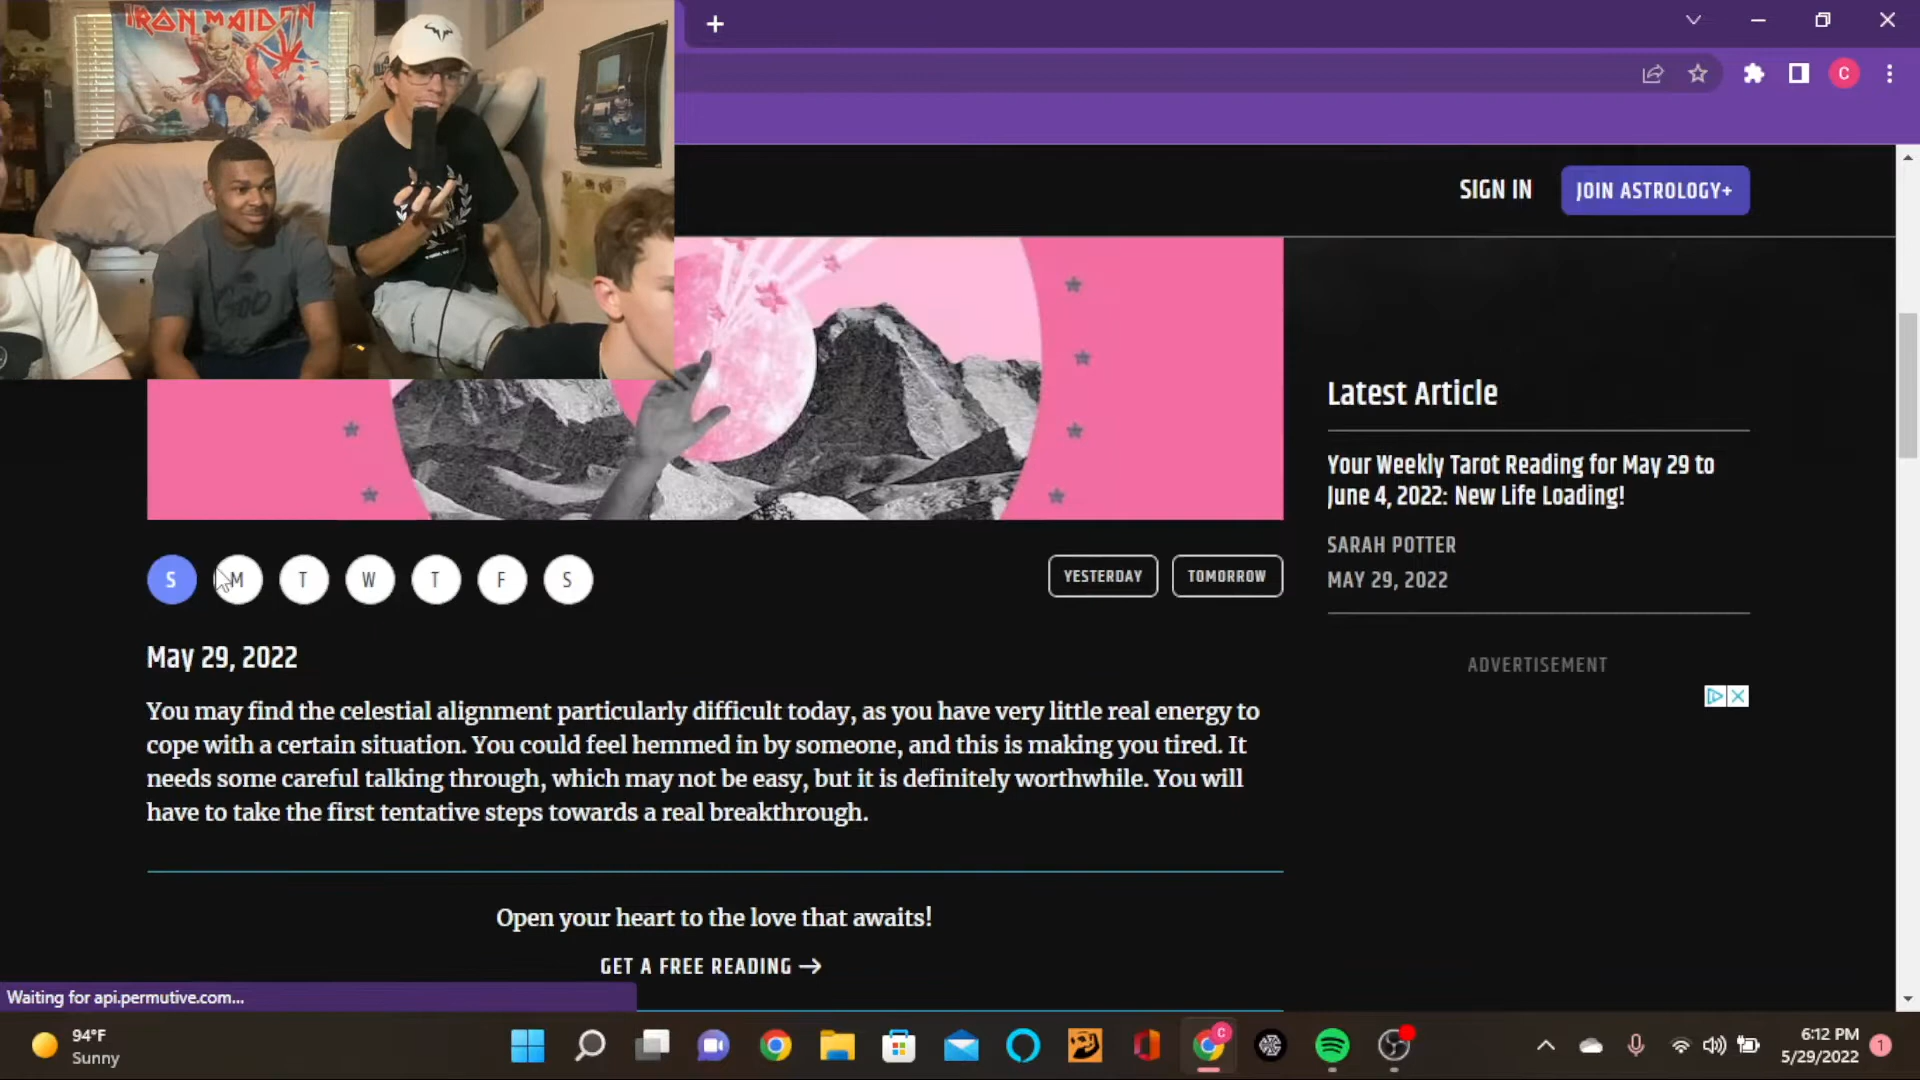 IRON MAIDEN
GOD
C
SIGN IN
JOIN ASTROLOGY+
Latest Article
Your Weekly Tarot Reading for May 29 to
June 4, 2022: New Life Loading!
SARAH POTTER
MAY 29, 2022
ADVERTISEMENT
S M T W T F S
YESTERDAY
TOMORROW
May 29, 2022
You may find the celestial alignment particularly difficult today, as you have very little real energy to
cope with a certain situation. You could feel hemmed in by someone, and this is making you tired. It
needs some careful talking through, which may not be easy, but it is definitely worthwhile. You will
have to take the first tentative steps towards a real breakthrough.
Open your heart to the love that awaits!
GET A FREE READING →
Waiting for api.permutive.com...
94°F
Sunny
C
6:12 PM
5/29/2022
1